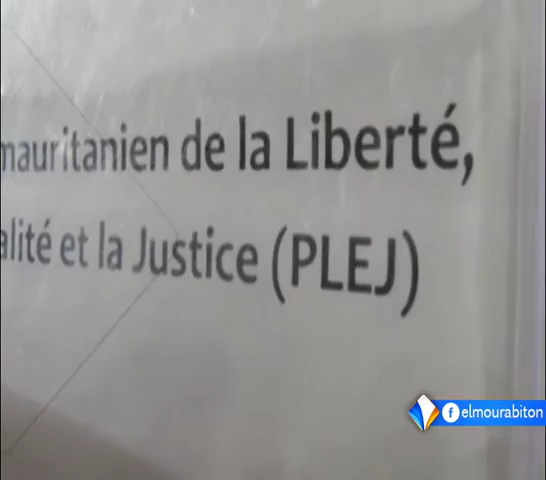 mauritanien de la Liberté,
alité et la Justice (PLEJ)
elmourabiton